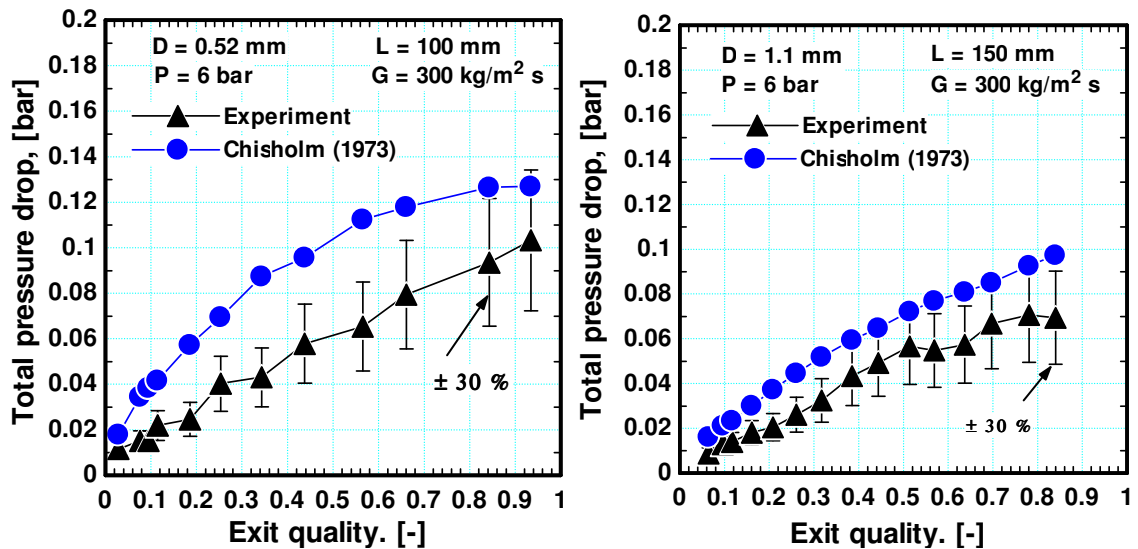 D = 0.52 mm L = 100 mm
P = 6 bar G = 300 kg/m² s
Experiment
Chisholm (1973)
± 30 %
Total pressure drop, [bar]
0.2
0.18
0.16
0.14
0.12
0.1
0.08
0.06
0.04
0.02
0
0 0.1 0.2 0.3 0.4 0.5 0.6 0.7 0.8 0.9 1
Exit quality. [-]
D = 1.1 mm L = 150 mm
P = 6 bar G = 300 kg/m² s
Experiment
Chisholm (1973)
± 30 %
Total pressure drop, [bar]
0.2
0.18
0.16
0.14
0.12
0.1
0.08
0.06
0.04
0.02
0
0 0.1 0.2 0.3 0.4 0.5 0.6 0.7 0.8 0.9 1
Exit quality. [-]